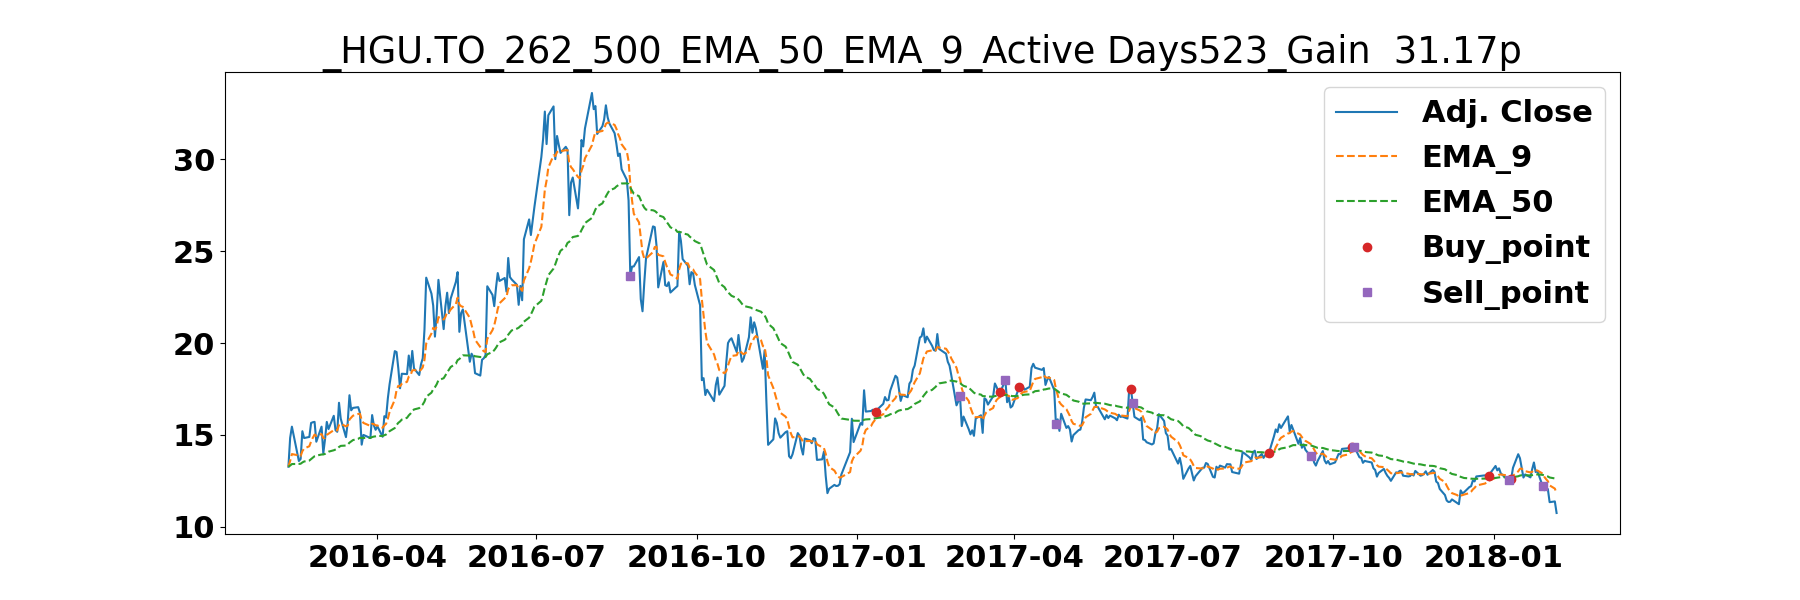 _HGU.TO_262_500_EMA_50_EMA_9_Active Days523_Gain  31.17p
Adj. Close
EMA_9
EMA_50
Buy_point
Sell_point
30
25
20
15
10
2016-04 2016-07 2016-10 2017-01 2017-04 2017-07 2017-10 2018-01